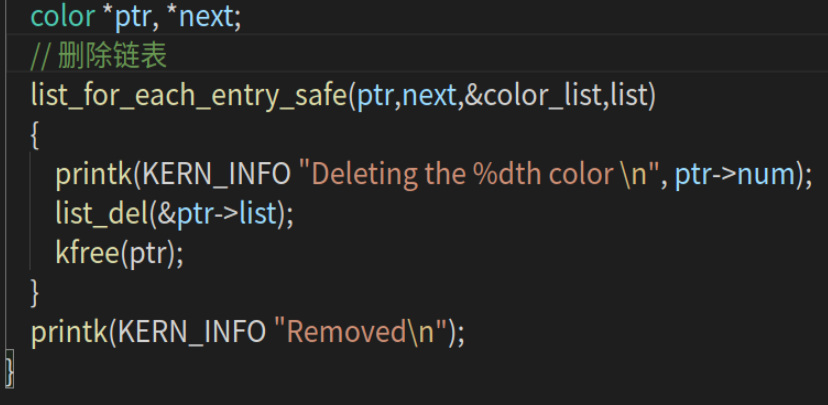 color *ptr, *next;
// 删除链表
list_for_each_entry_safe(ptr,next,&color_list,list)
{
printk(KERN_INFO "Deleting the %dth color \n", ptr->num);
list_del(&ptr->list);
kfree(ptr);
}
printk(KERN_INFO "Removed\n");
}